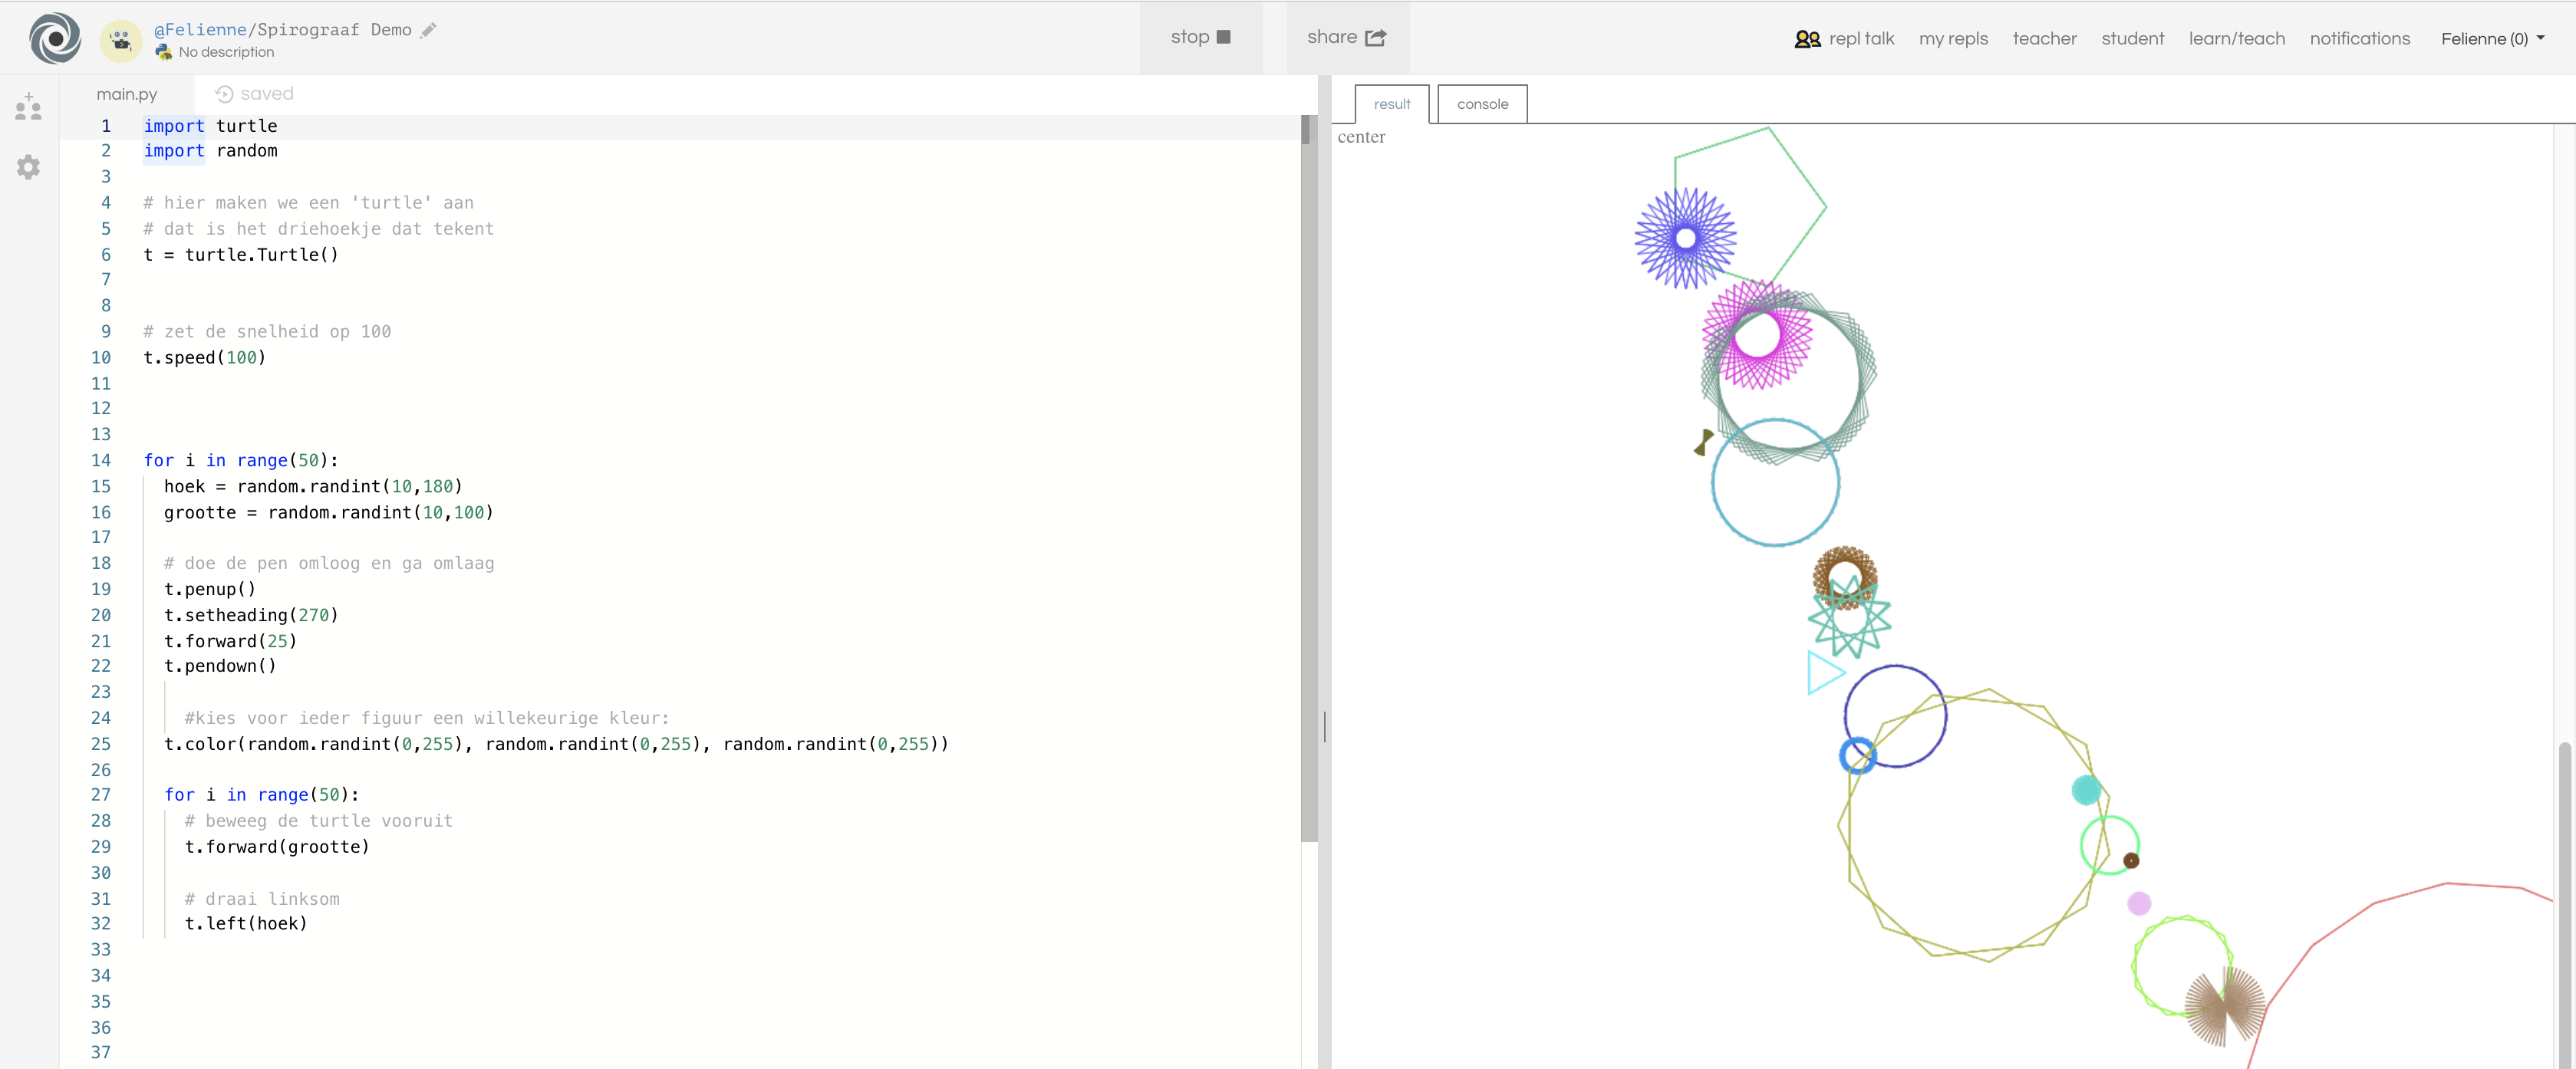 @Felienne/Spirograaf Demo
No description
stop
share
repl talk
my repls
teacher
student
learn/teach
notifications
Felienne (0)
main.py
saved
result
console
center
1 import turtle
2 import random
3
4 # hier maken we een 'turtle' aan
5 # dat is het driehoekje dat tekent
6 t = turtle.Turtle()
7
8
9 # zet de snelheid op 100
10 t.speed(100)
11
12
13
14 for i in range(50):
15 hoek = random.randint(10,180)
16 grootte = random.randint(10,100)
17
18 # doe de pen omloog en ga omlaag
19 t.penup()
20 t.setheading(270)
21 t.forward(25)
22 t.pendown()
23
24 #kies voor ieder figuur een willekeurige kleur:
25 t.color(random.randint(0,255), random.randint(0,255), random.randint(0,255))
26
27 for i in range(50):
28 # beweeg de turtle vooruit
29 t.forward(grootte)
30
31 # draai linksom
32 t.left(hoek)
33
34
35
36
37